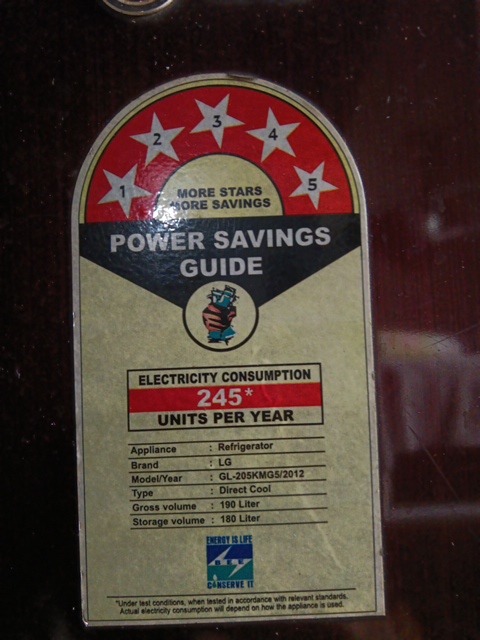 1 2 3 4 5
MORE STARS
MORE SAVINGS
POWER SAVINGS
GUIDE
ELECTRICITY CONSUMPTION
245*
UNITS PER YEAR
Appliance : Refrigerator
Brand : LG
Model/Year : GL-205KMG5/2012
Type : Direct Cool
Gross volume : 190 Liter
Storage volume : 180 Liter
ENERGY IS LIFE
BEE
CONSERVE IT
*Under test conditions, when tested in accordance with relevant standards.
Actual electricity consumption will depend on how the appliance is used.